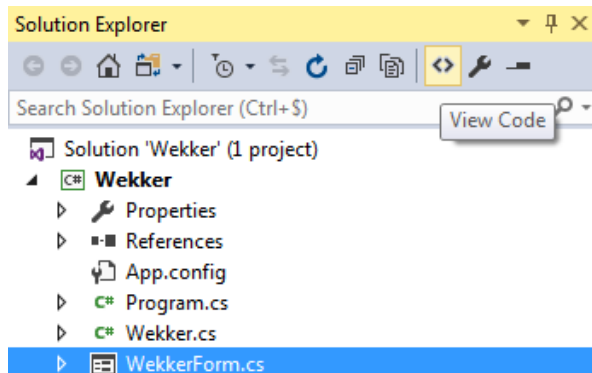 Solution Explorer
Search Solution Explorer (Ctrl+$)
View Code
Solution 'Wekker' (1 project)
C# Wekker
Properties
References
App.config
C# Program.cs
C# Wekker.cs
WekkerForm.cs